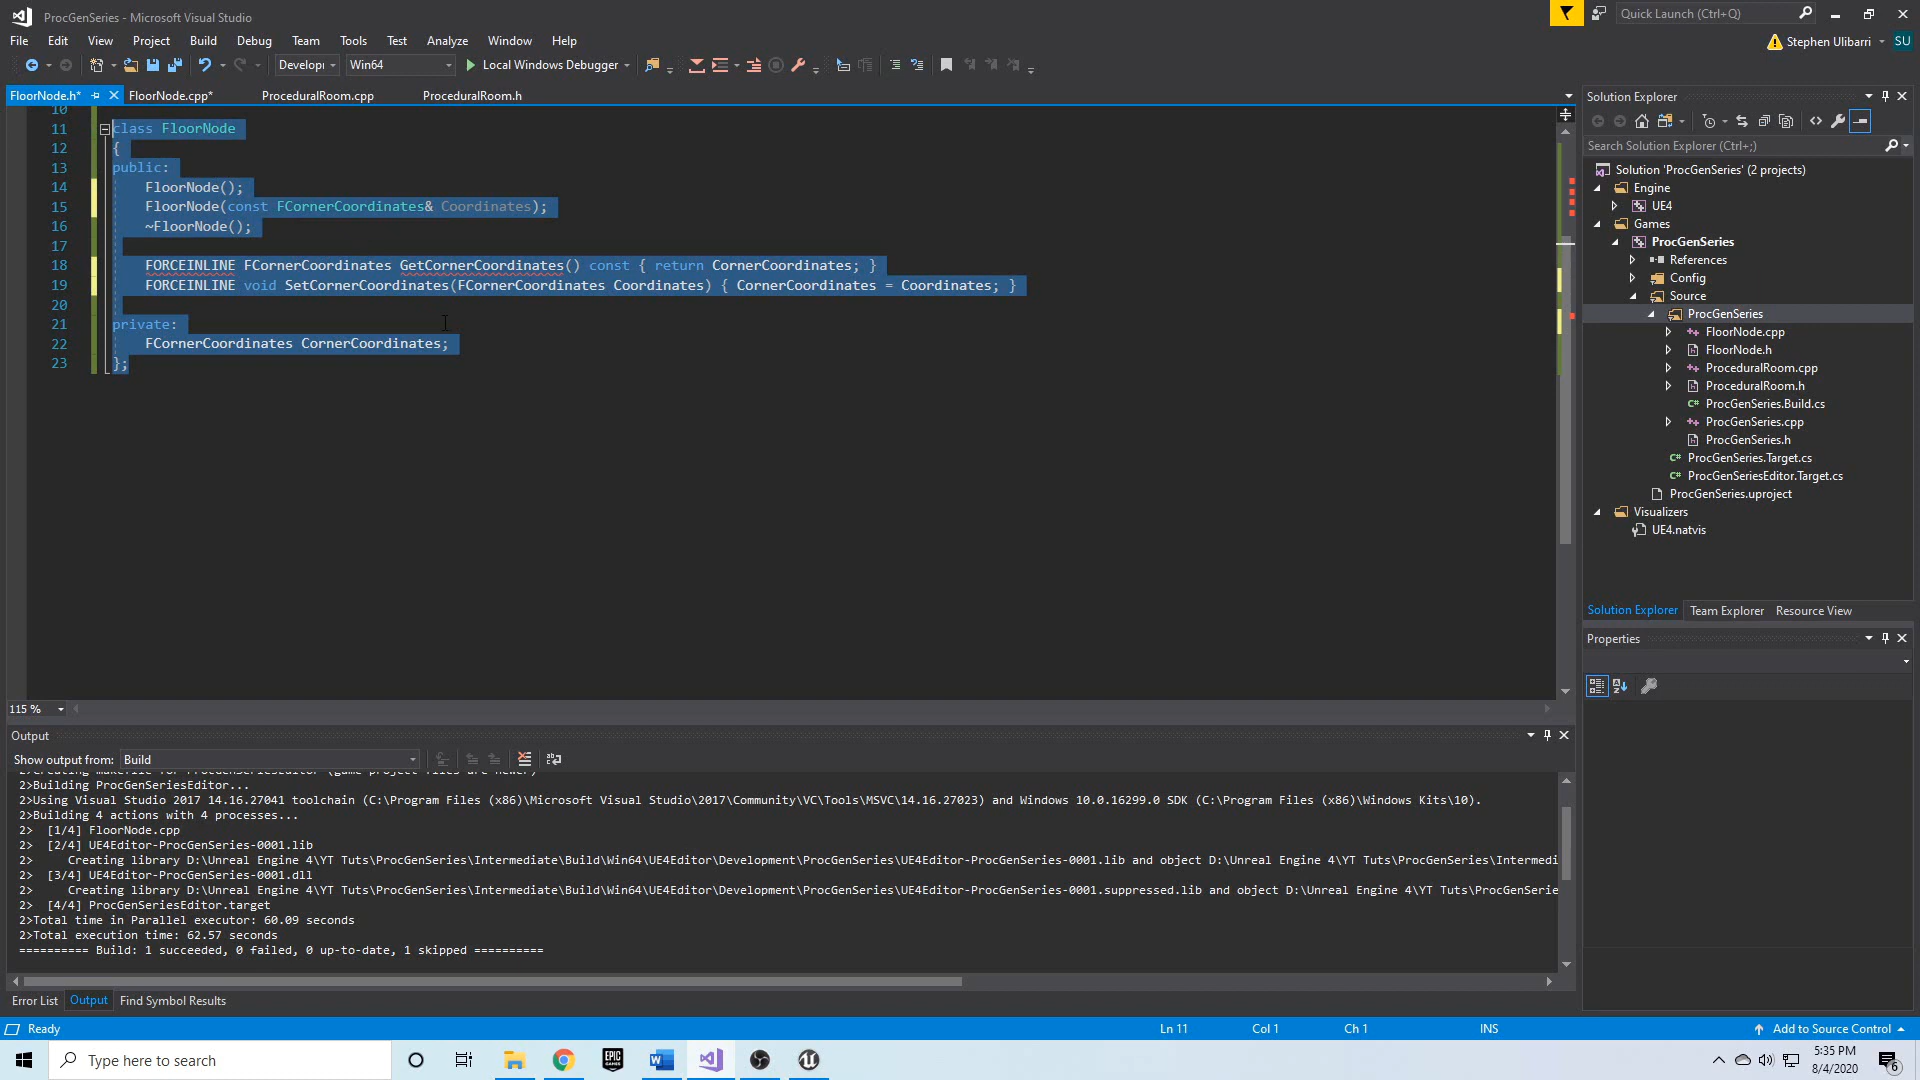 ProcGenSeries - Microsoft Visual Studio
Quick Launch (Ctrl+Q)
File Edit View Project Build Debug Team Tools Test Analyze Window Help
Stephen Ulibarri SU
Develop Win64 Local Windows Debugger
FloorNode.h* FloorNode.cpp* ProceduralRoom.cpp ProceduralRoom.h
10
11 class FloorNode
12 {
13 public:
14 FloorNode();
15 FloorNode(const FCornerCoordinates& Coordinates);
16 ~FloorNode();
17
18 FORCEINLINE FCornerCoordinates GetCornerCoordinates() const { return CornerCoordinates; }
19 FORCEINLINE void SetCornerCoordinates(FCornerCoordinates Coordinates) { CornerCoordinates = Coordinates; }
20
21 private:
22 FCornerCoordinates CornerCoordinates;
23 };
115 %
Solution Explorer
Search Solution Explorer (Ctrl+;)
Solution 'ProcGenSeries' (2 projects)
Engine
UE4
Games
ProcGenSeries
References
Config
Source
ProcGenSeries
FloorNode.cpp
FloorNode.h
ProceduralRoom.cpp
ProceduralRoom.h
ProcGenSeries.Build.cs
ProcGenSeries.cpp
ProcGenSeries.h
ProcGenSeries.Target.cs
ProcGenSeriesEditor.Target.cs
ProcGenSeries.uproject
Visualizers
UE4.natvis
Solution Explorer Team Explorer Resource View
Properties
Output
Show output from: Build
2>Creating makefile for ProcGenSeriesEditor (game project files are newer)
2>Building ProcGenSeriesEditor...
2>Using Visual Studio 2017 14.16.27041 toolchain (C:\Program Files (x86)\Microsoft Visual Studio\2017\Community\VC\Tools\MSVC\14.16.27023) and Windows 10.0.16299.0 SDK (C:\Program Files (x86)\Windows Kits\10).
2>Building 4 actions with 4 processes...
2> [1/4] FloorNode.cpp
2> [2/4] UE4Editor-ProcGenSeries-0001.lib
2> Creating library D:\Unreal Engine 4\YT Tuts\ProcGenSeries\Intermediate\Build\Win64\UE4Editor\Development\ProcGenSeries\UE4Editor-ProcGenSeries-0001.lib and object D:\Unreal Engine 4\YT Tuts\ProcGenSeries\Intermedi
2> [3/4] UE4Editor-ProcGenSeries-0001.dll
2> Creating library D:\Unreal Engine 4\YT Tuts\ProcGenSeries\Intermediate\Build\Win64\UE4Editor\Development\ProcGenSeries\UE4Editor-ProcGenSeries-0001.suppressed.lib and object D:\Unreal Engine 4\YT Tuts\ProcGenSerie
2> [4/4] ProcGenSeriesEditor.target
2>Total time in Parallel executor: 60.09 seconds
2>Total execution time: 62.57 seconds
========== Build: 1 succeeded, 0 failed, 0 up-to-date, 1 skipped ==========
Error List Output Find Symbol Results
Ready Ln 11 Col 1 Ch 1 INS Add to Source Control
Type here to search
5:35 PM
8/4/2020
6